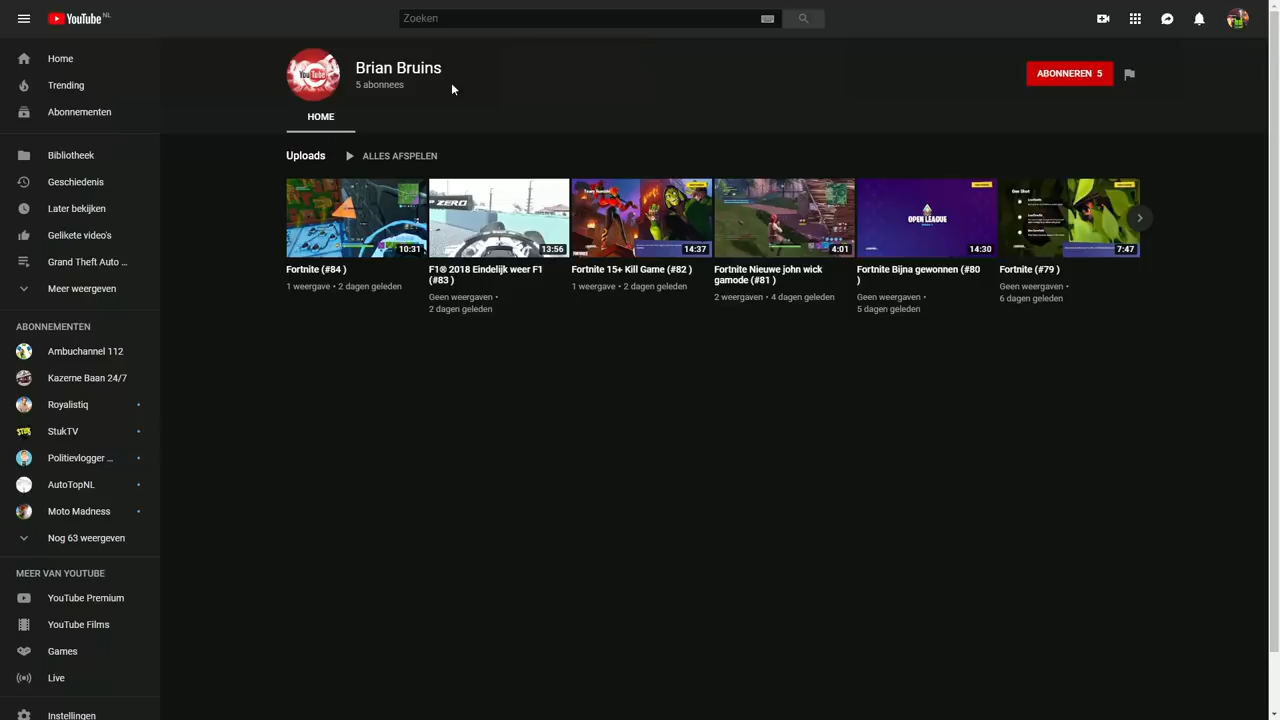 YouTube NL
Zoeken
Home
Trending
Abonnementen
Bibliotheek
Geschiedenis
Later bekijken
Gelikete video's
Grand Theft Auto ...
Meer weergeven
ABONNEMENTEN
Ambuchannel 112
Kazerne Baan 24/7
Royalistiq
StukTV
Politievlogger ...
AutoTopNL
Moto Madness
Nog 63 weergeven
MEER VAN YOUTUBE
YouTube Premium
YouTube Films
Games
Live
Instellingen
YouTube
Brian Bruins
5 abonnees
ABONNEREN 5
HOME
Uploads
ALLES AFSPELEN
10:31
Fortnite (#84 )
1 weergave • 2 dagen geleden
ZERO
13:56
F1® 2018 Eindelijk weer F1
(#83 )
Geen weergaven •
2 dagen geleden
14:37
Fortnite 15+ Kill Game (#82 )
1 weergave • 2 dagen geleden
4:01
Fortnite Nieuwe john wick
gamode (#81 )
2 weergaven • 4 dagen geleden
OPEN LEAGUE
14:30
Fortnite Bijna gewonnen (#80
)
Geen weergaven •
5 dagen geleden
7:47
Fortnite (#79 )
Geen weergaven •
6 dagen geleden